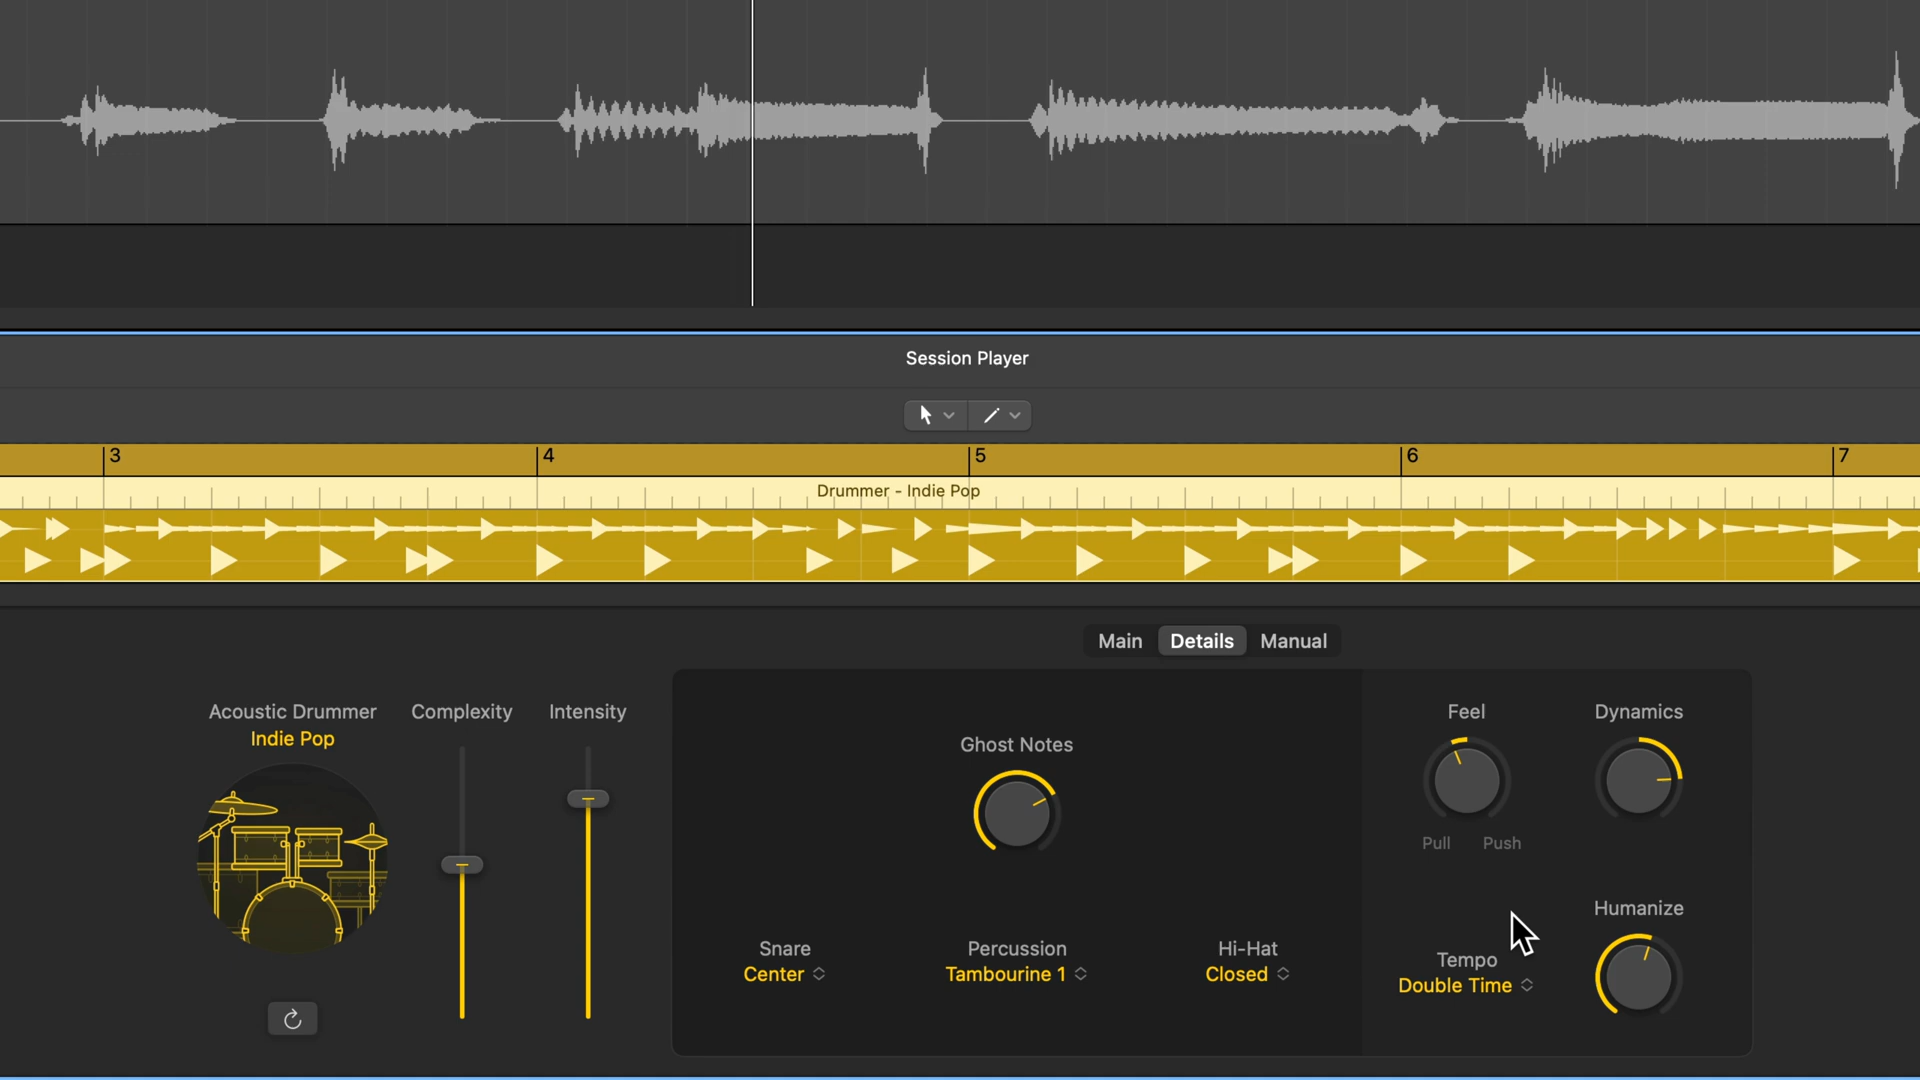 Session Player
3 4 5 6 7
Drummer - Indie Pop
Main Details Manual
Acoustic Drummer Complexity Intensity
Indie Pop
Feel Dynamics
Ghost Notes
Pull Push
Humanize
Snare Percussion Hi-Hat
Center Tambourine 1 Closed
Tempo
Double Time